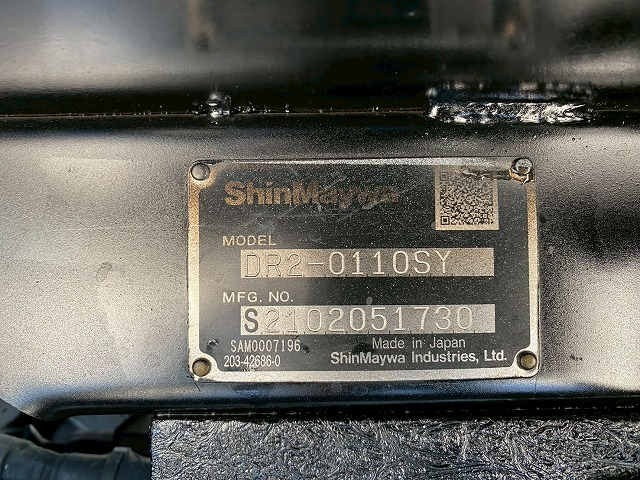 ShinMaywa
MODEL
DR2-0110SY
MFG. NO.
S2102051730
SAM0007196
Made in Japan
203-42686-0
ShinMaywa Industries, Ltd.